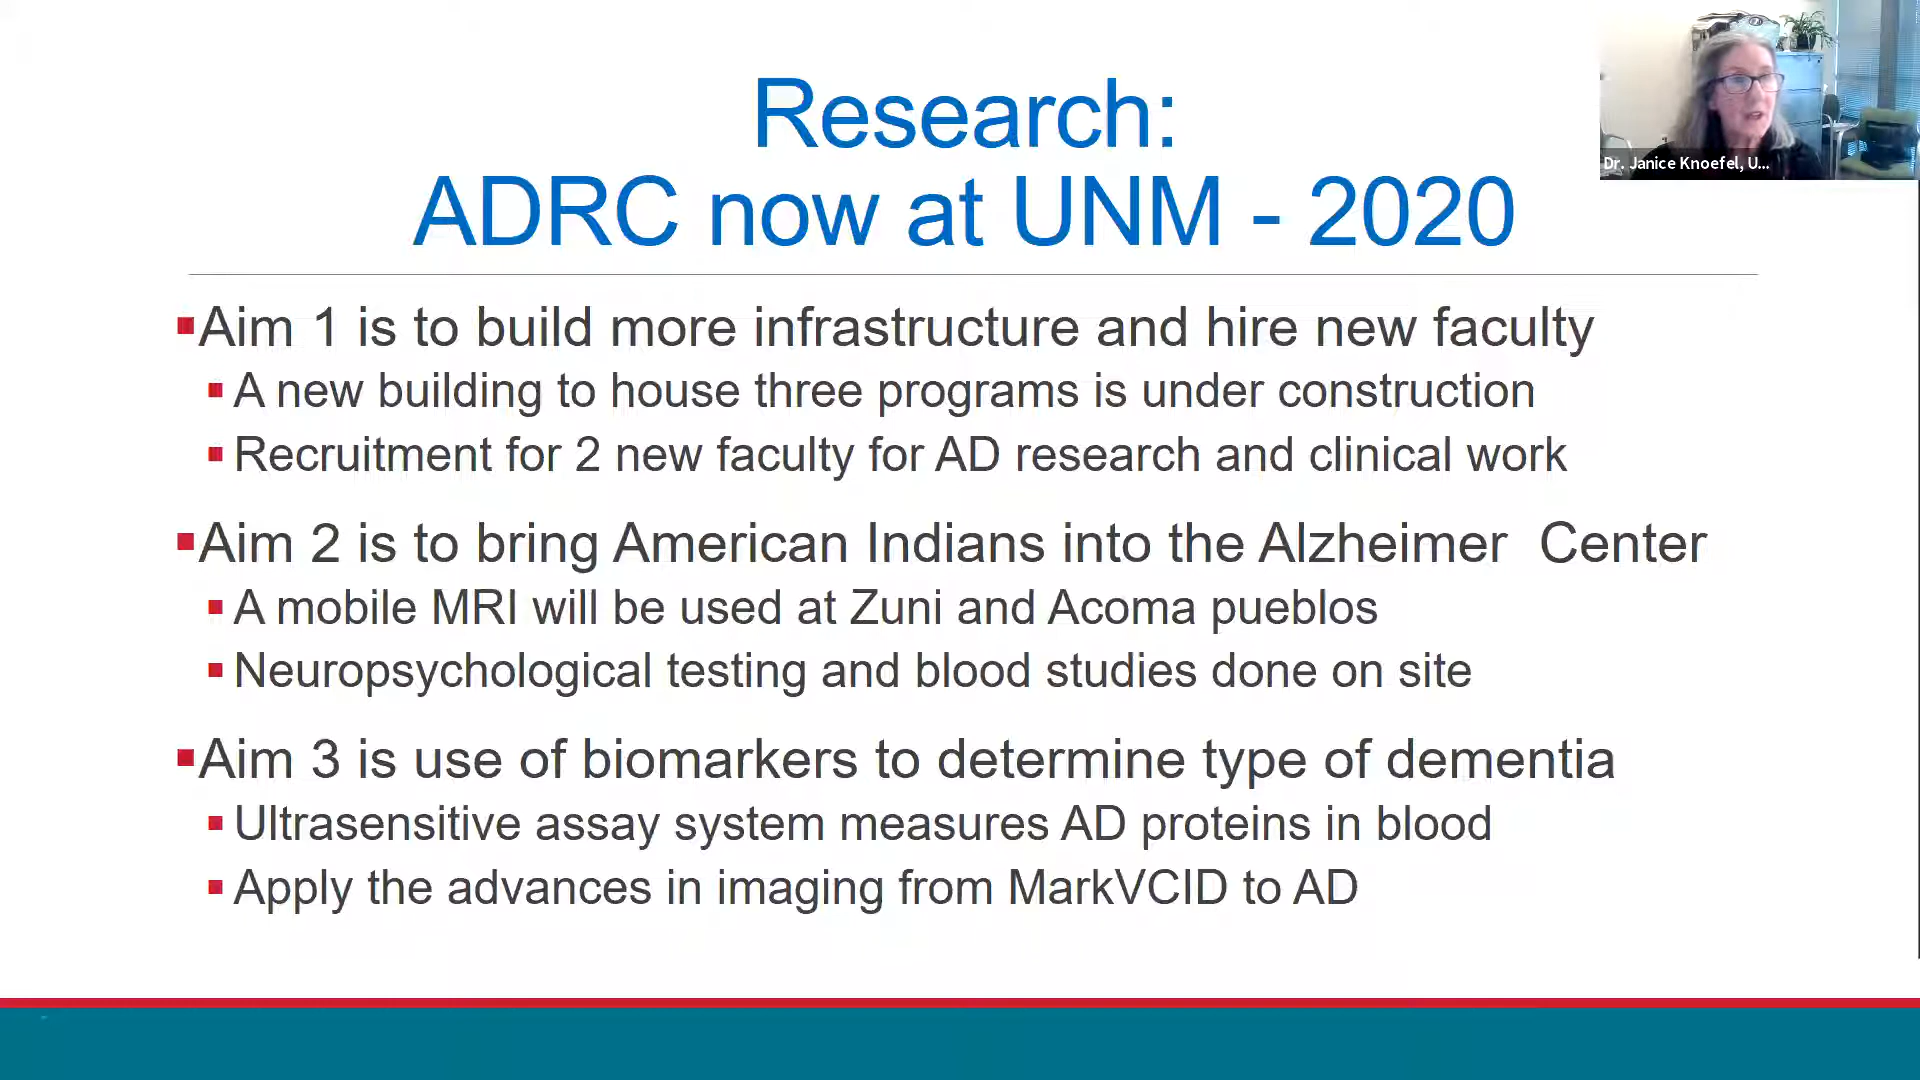 Research:
ADRC now at UNM - 2020
Dr. Janice Knoefel, U...
Aim 1 is to build more infrastructure and hire new faculty
A new building to house three programs is under construction
Recruitment for 2 new faculty for AD research and clinical work
Aim 2 is to bring American Indians into the Alzheimer  Center
A mobile MRI will be used at Zuni and Acoma pueblos
Neuropsychological testing and blood studies done on site
Aim 3 is use of biomarkers to determine type of dementia
Ultrasensitive assay system measures AD proteins in blood
Apply the advances in imaging from MarkVCID to AD